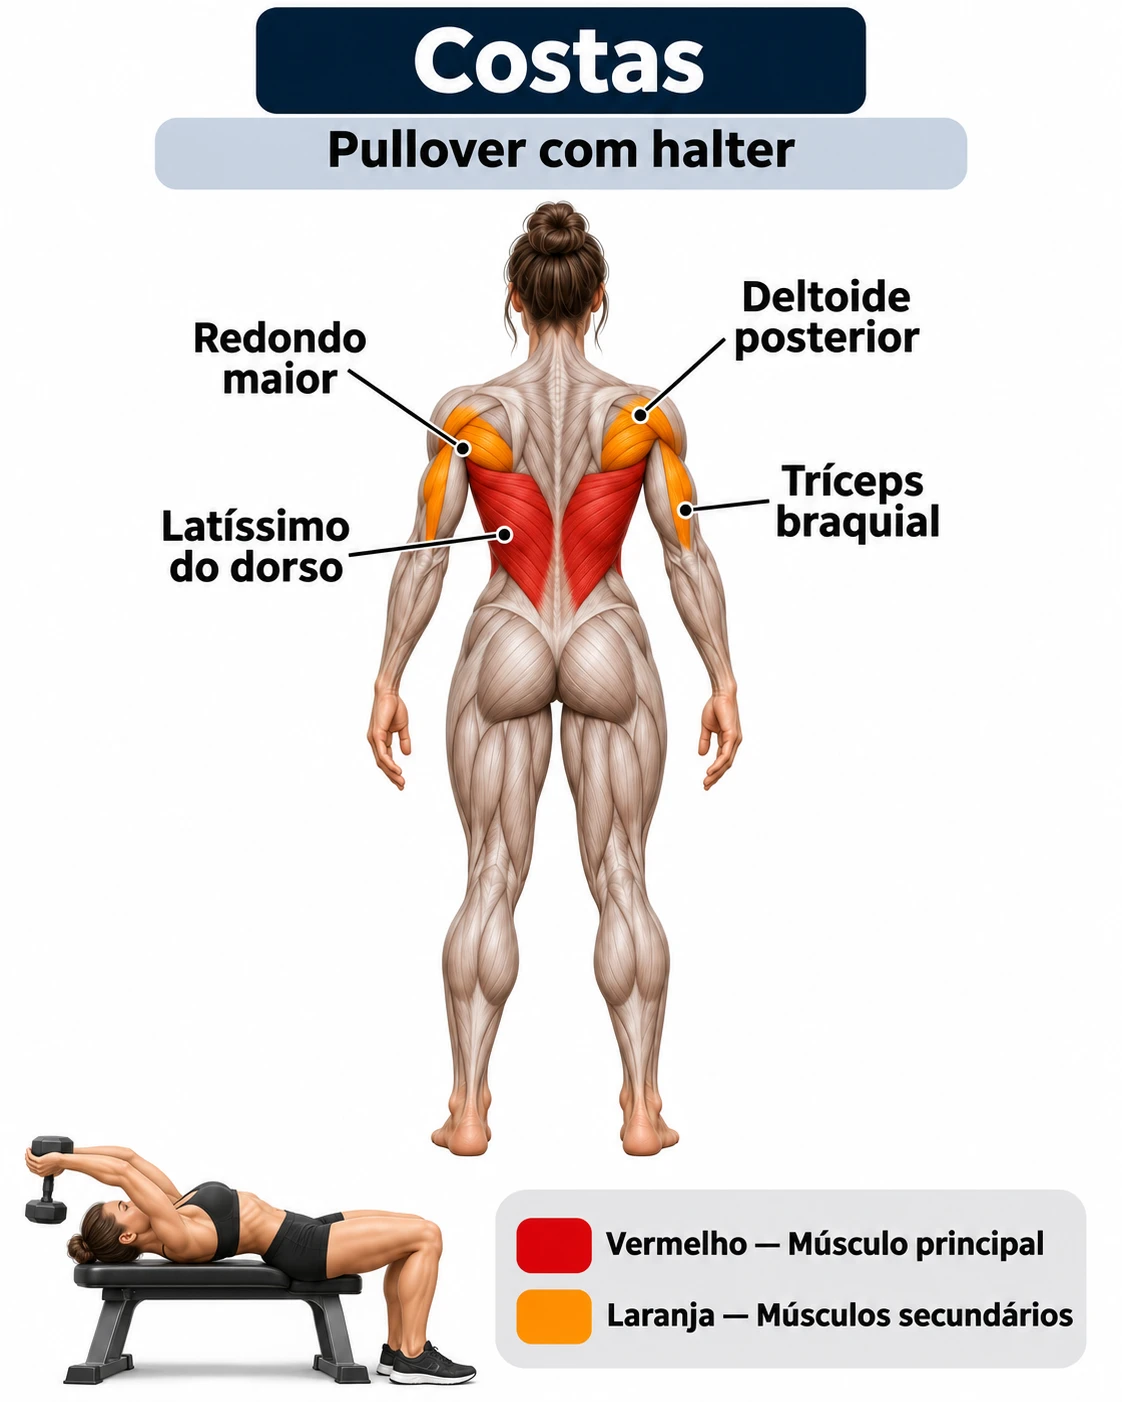 Costas
Pullover com halter
Redondo
maior
Deltoide
posterior
Latíssimo
do dorso
Tríceps
braquial
Vermelho — Músculo principal
Laranja — Músculos secundários